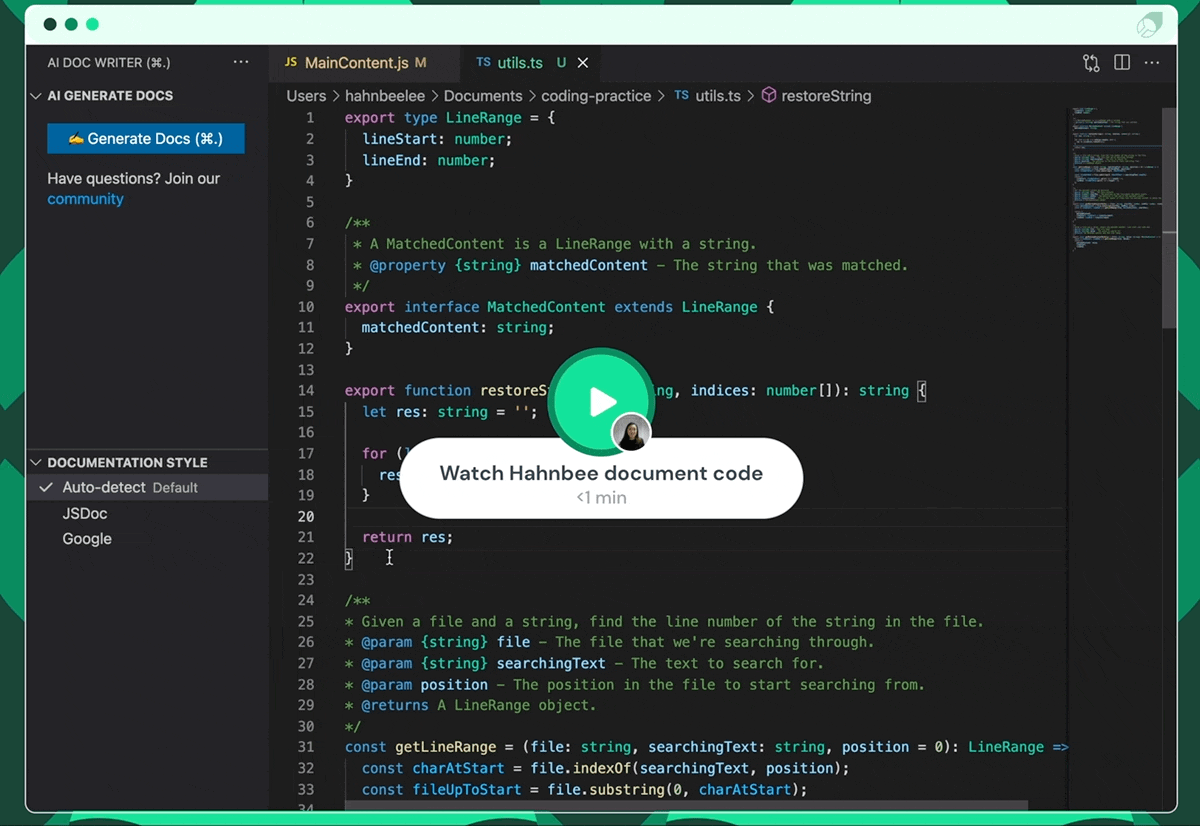 AI DOC WRITER (⌘.)
AI GENERATE DOCS
✍️ Generate Docs (⌘.)
Have questions? Join our
community
DOCUMENTATION STYLE
Auto-detect Default
JSDoc
Google
JS MainContent.js M
TS utils.ts U
Users > hahnbeelee > Documents > coding-practice > TS utils.ts > restoreString
1 export type LineRange = {
2 lineStart: number;
3 lineEnd: number;
4 }
5
6 /**
7 * A MatchedContent is a LineRange with a string.
8 * @property {string} matchedContent – The string that was matched.
9 */
10 export interface MatchedContent extends LineRange {
11 matchedContent: string;
12 }
13
14 export function indices: number[]): string {
15 let res: string = '';
16
17 for (
18
19 }
20
21 return res;
22 }
23
24 /**
25 * Given a file and a string, find the line number of the string in the file.
26 * @param {string} file – The file that we're searching through.
27 * @param {string} searchingText – The text to search for.
28 * @param position – The position in the file to start searching from.
29 * @returns A LineRange object.
30 */
31 const getLineRange = (file: string, searchingText: string, position = 0): LineRange =>
32 const charAtStart = file.indexOf(searchingText, position);
33 const fileUpToStart = file.substring(0, charAtStart);
34
Watch Hahnbee document code
<1 min